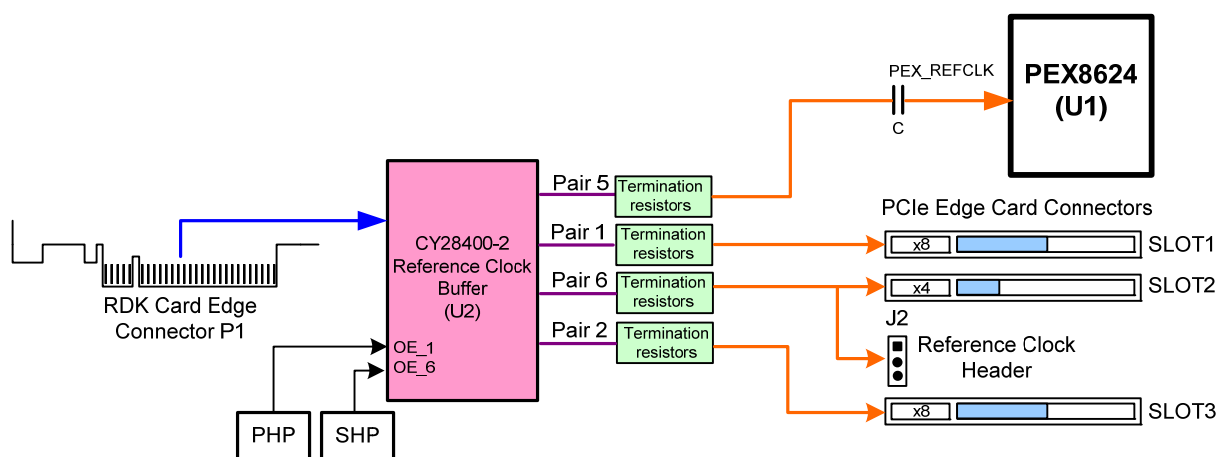 PEX_REFCLK
C
PEX8624
(U1)
Pair 5
Termination
resistors
PCIe Edge Card Connectors
CY28400-2
Reference Clock
Buffer
(U2)
Pair 1
Termination
resistors
x8
SLOT1
Pair 6
Termination
resistors
x4
SLOT2
RDK Card Edge
Connector P1
J2
Pair 2
Termination
resistors
Reference Clock
Header
OE_1
OE_6
x8
SLOT3
PHP
SHP